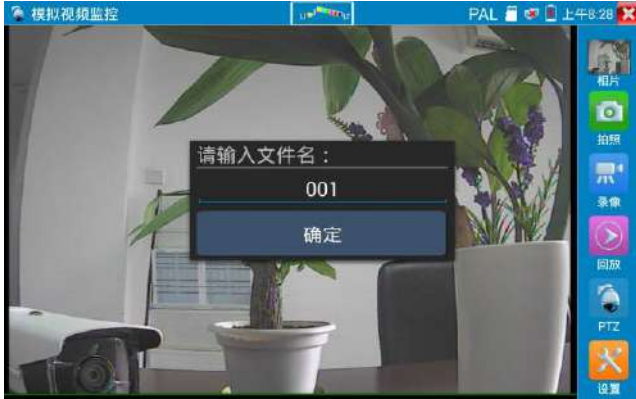 模拟视频监控
PAL
上午8:28
相片
请输入文件名：
001
确定
拍照
录像
回放
PTZ
设置